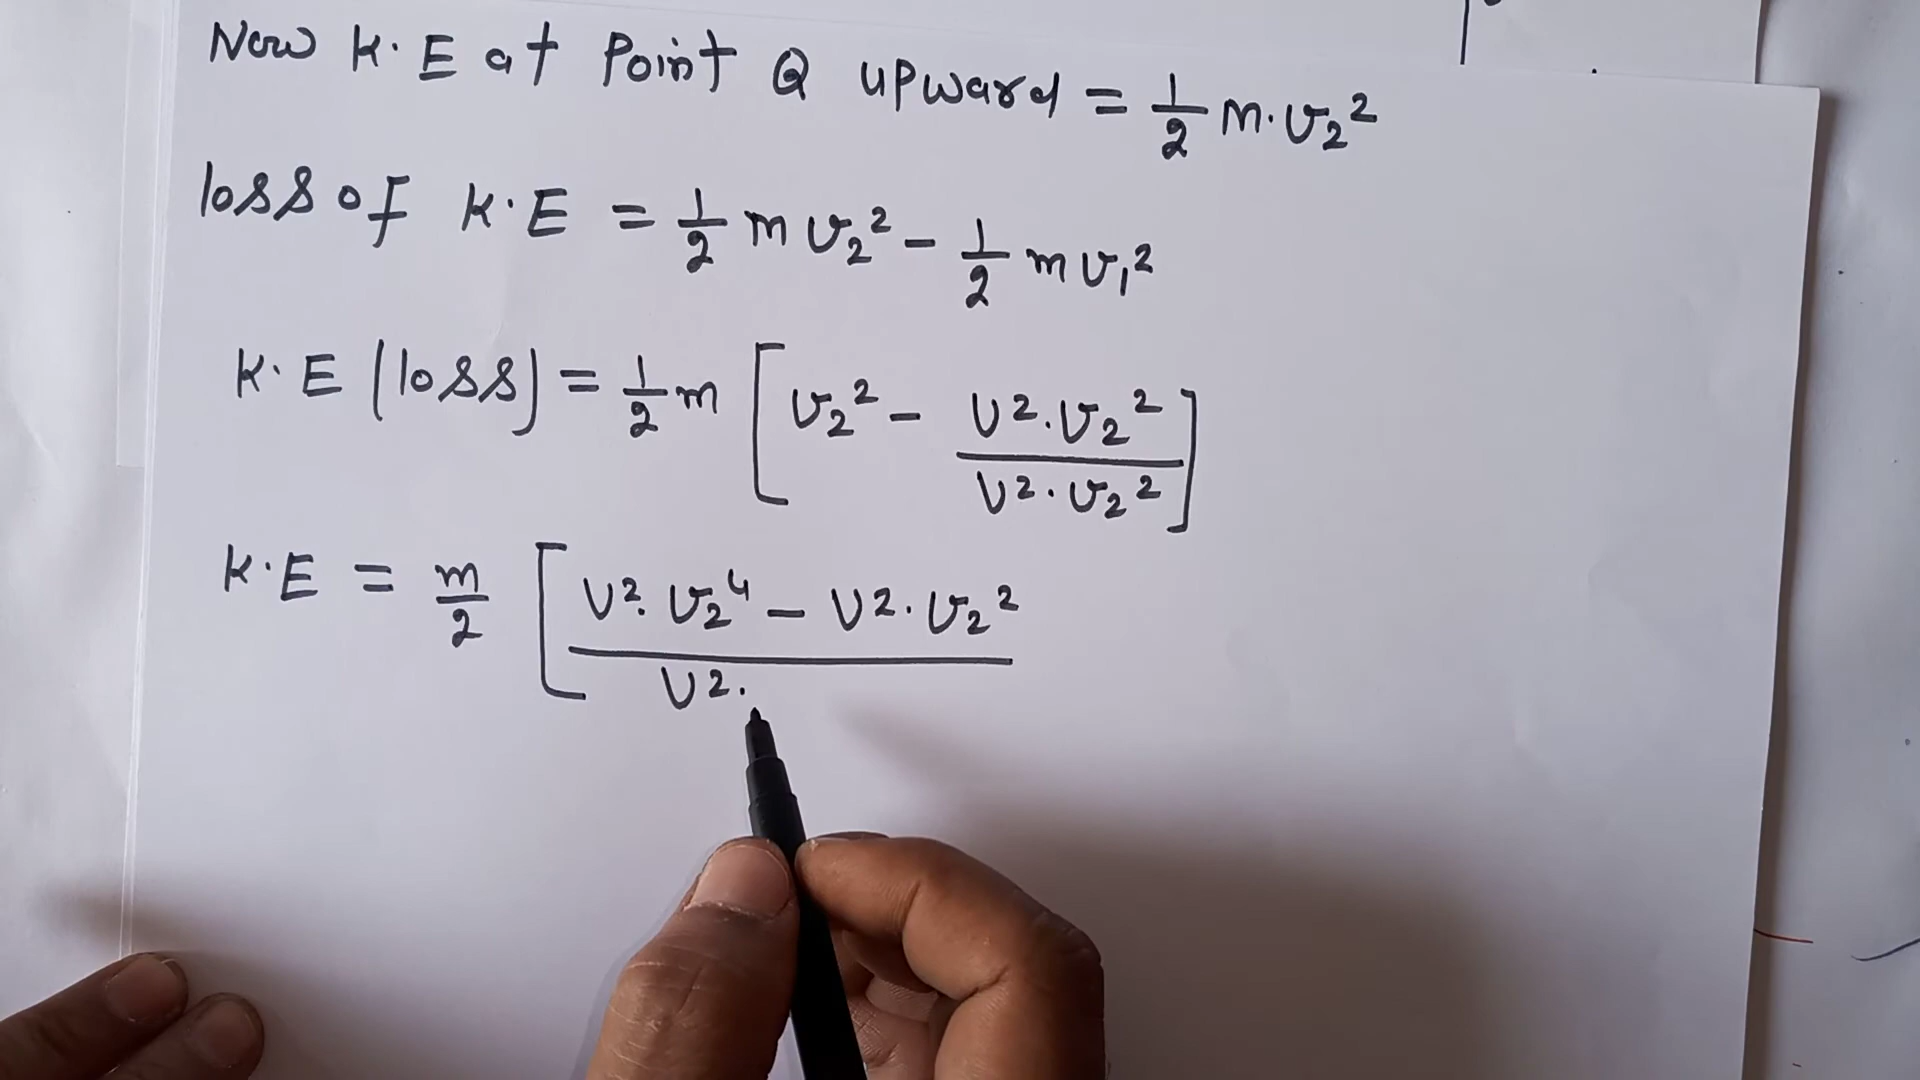 Now K.E at Point Q upward = 1/2 m.v₂²
loss of K.E = 1/2 m v₂² - 1/2 m v₁²
K.E (loss) = 1/2 m [ v₂² - V².v₂² / V².v₂² ]
K.E = m/2 [ V².v₂⁴ - V².v₂² / V².